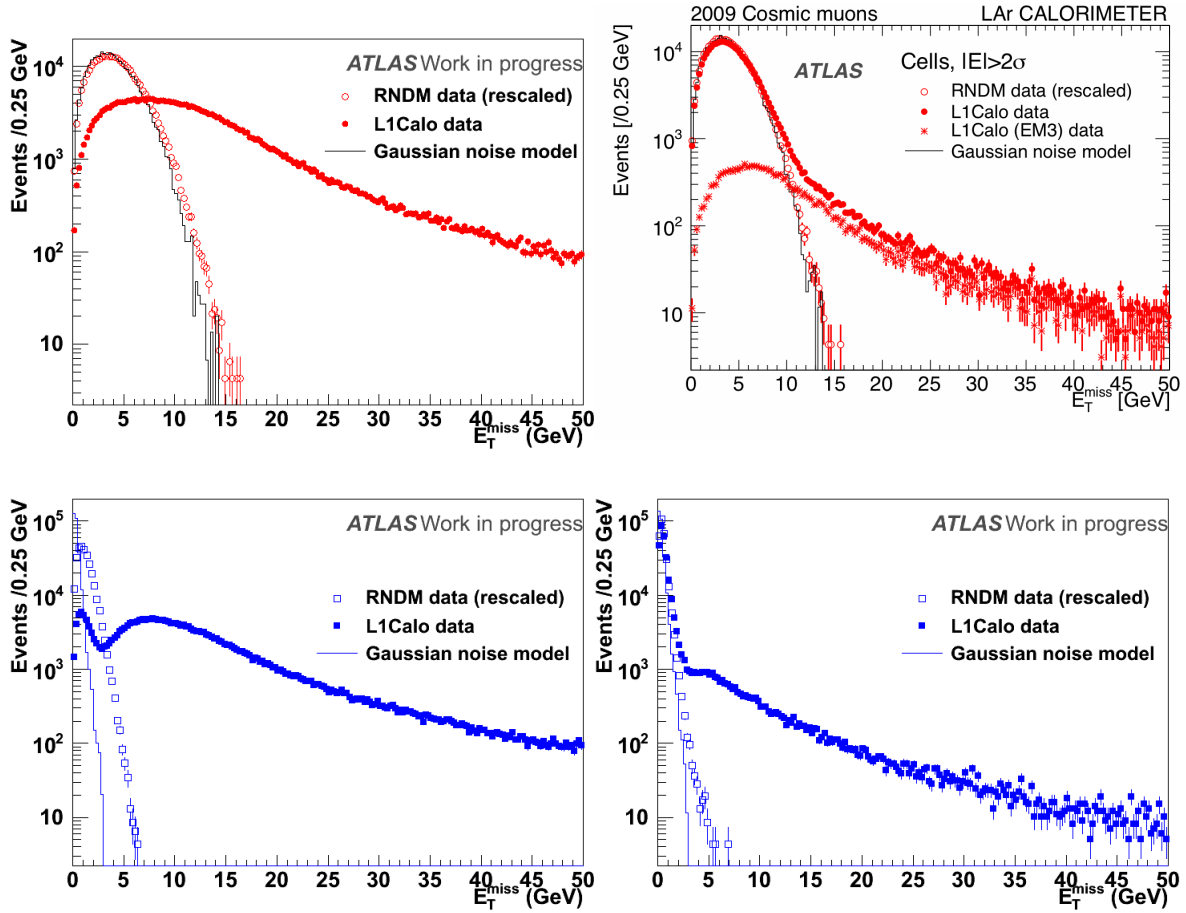 ATLAS Work in progress
RNDM data (rescaled)
L1Calo data
Gaussian noise model
Events /0.25 GeV
10⁴
10³
10²
10
0 5 10 15 20 25 30 35 40 45 50
E_T^miss (GeV)
2009 Cosmic muons LAr CALORIMETER
ATLAS
Cells, |E|>2σ
RNDM data (rescaled)
L1Calo data
L1Calo (EM3) data
Gaussian noise model
Events [/0.25 GeV]
10⁴
10³
10²
10
0 5 10 15 20 25 30 35 40 45 50
E_T^miss [GeV]
ATLAS Work in progress
RNDM data (rescaled)
L1Calo data
Gaussian noise model
Events /0.25 GeV
10⁵
10⁴
10³
10²
10
0 5 10 15 20 25 30 35 40 45 50
E_T^miss (GeV)
ATLAS Work in progress
RNDM data (rescaled)
L1Calo data
Gaussian noise model
Events /0.25 GeV
10⁵
10⁴
10³
10²
10
0 5 10 15 20 25 30 35 40 45 50
E_T^miss (GeV)